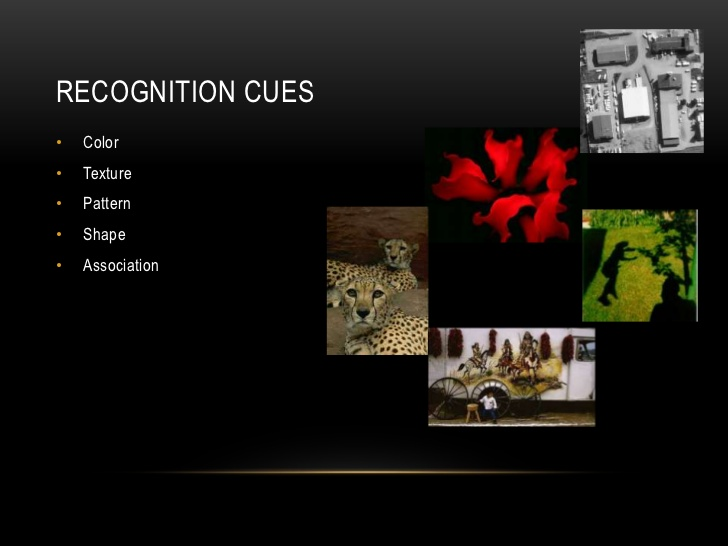 RECOGNITION CUES
• Color
• Texture
• Pattern
• Shape
• Association